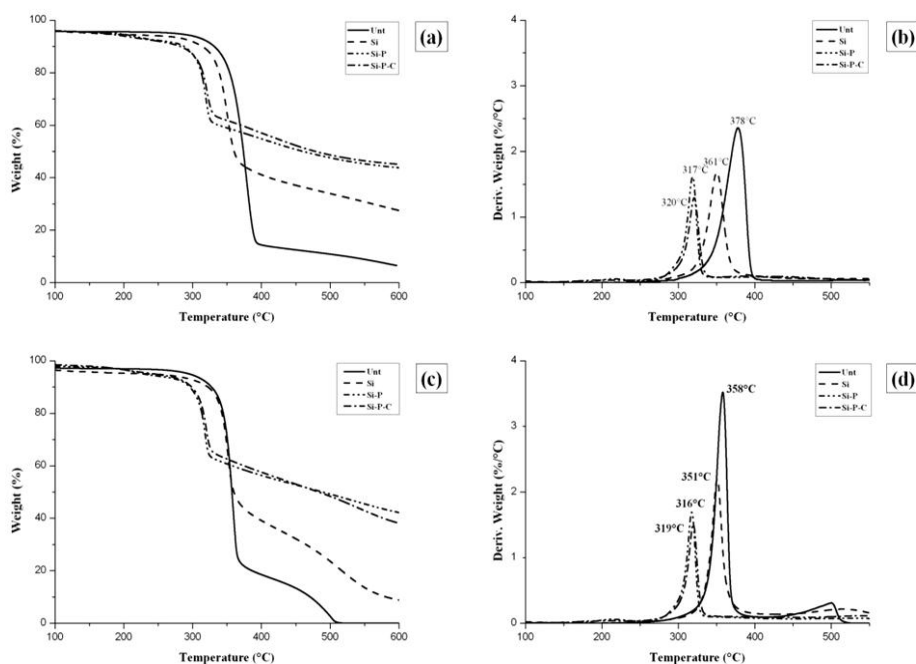 100
80
60
40
20
0
Weight (%)
100
200
300
400
500
600
Temperature (°C)
Unt
Si
Si-P
Si-P-C
(a)
4
3
2
1
0
Deriv. Weight (%/°C)
100
200
300
400
500
Temperature (°C)
378°C
361°C
317°C
320°C
Unt
Si
Si-P
Si-P-C
(b)
100
80
60
40
20
0
Weight (%)
100
200
300
400
500
600
Temperature (°C)
Unt
Si
Si-P
Si-P-C
(c)
4
3
2
1
0
Deriv. Weight (%/°C)
100
200
300
400
500
Temperature (°C)
358°C
351°C
316°C
319°C
Unt
Si
Si-P
Si-P-C
(d)